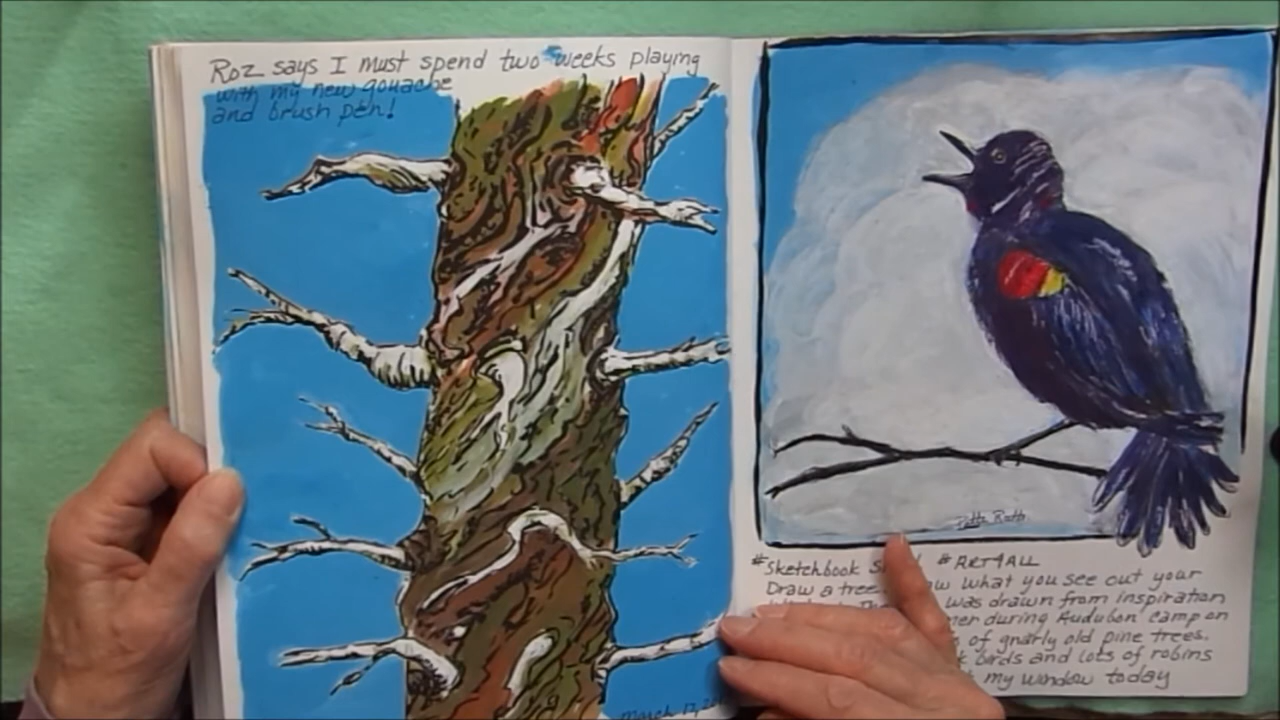 Roz says I must spend two weeks playing
with my new gouache
and brush pen!
March 17,
#Sketchbook # ART4ALL
Draw a tree what you see out your
was drawn from inspiration
during Audubon camp on
of gnarly old pine trees.
birds and lots of robins
my window today